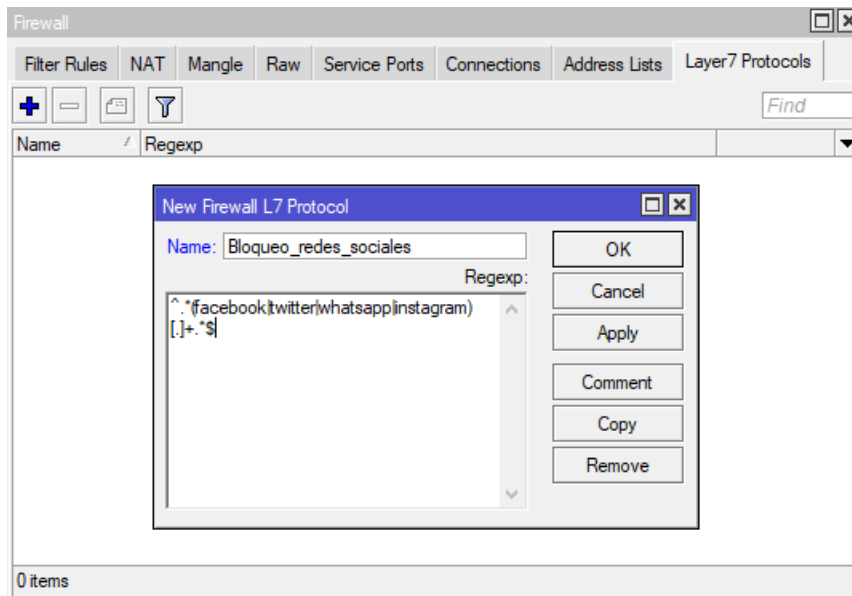 Firewall
Filter Rules NAT Mangle Raw Service Ports Connections Address Lists Layer7 Protocols
Find
Name Regexp
New Firewall L7 Protocol
Name: Bloqueo_redes_sociales
OK
Regexp:
Cancel
^.*(facebook|twitter|whatsapp|instagram)
[.]+.*$
Apply
Comment
Copy
Remove
0 items